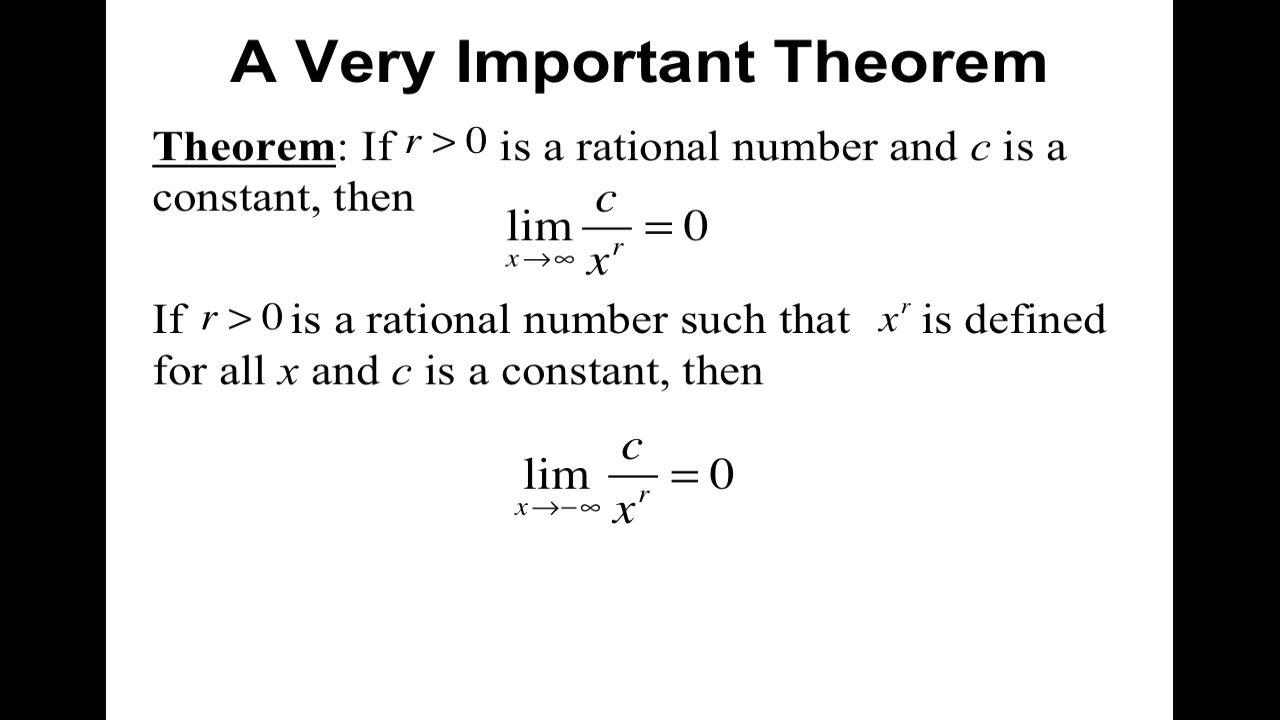 A Very Important Theorem
Theorem: If r > 0 is a rational number and c is a
constant, then
lim x→∞ c/x^r = 0
If r > 0 is a rational number such that x^r is defined
for all x and c is a constant, then
lim x→−∞ c/x^r = 0